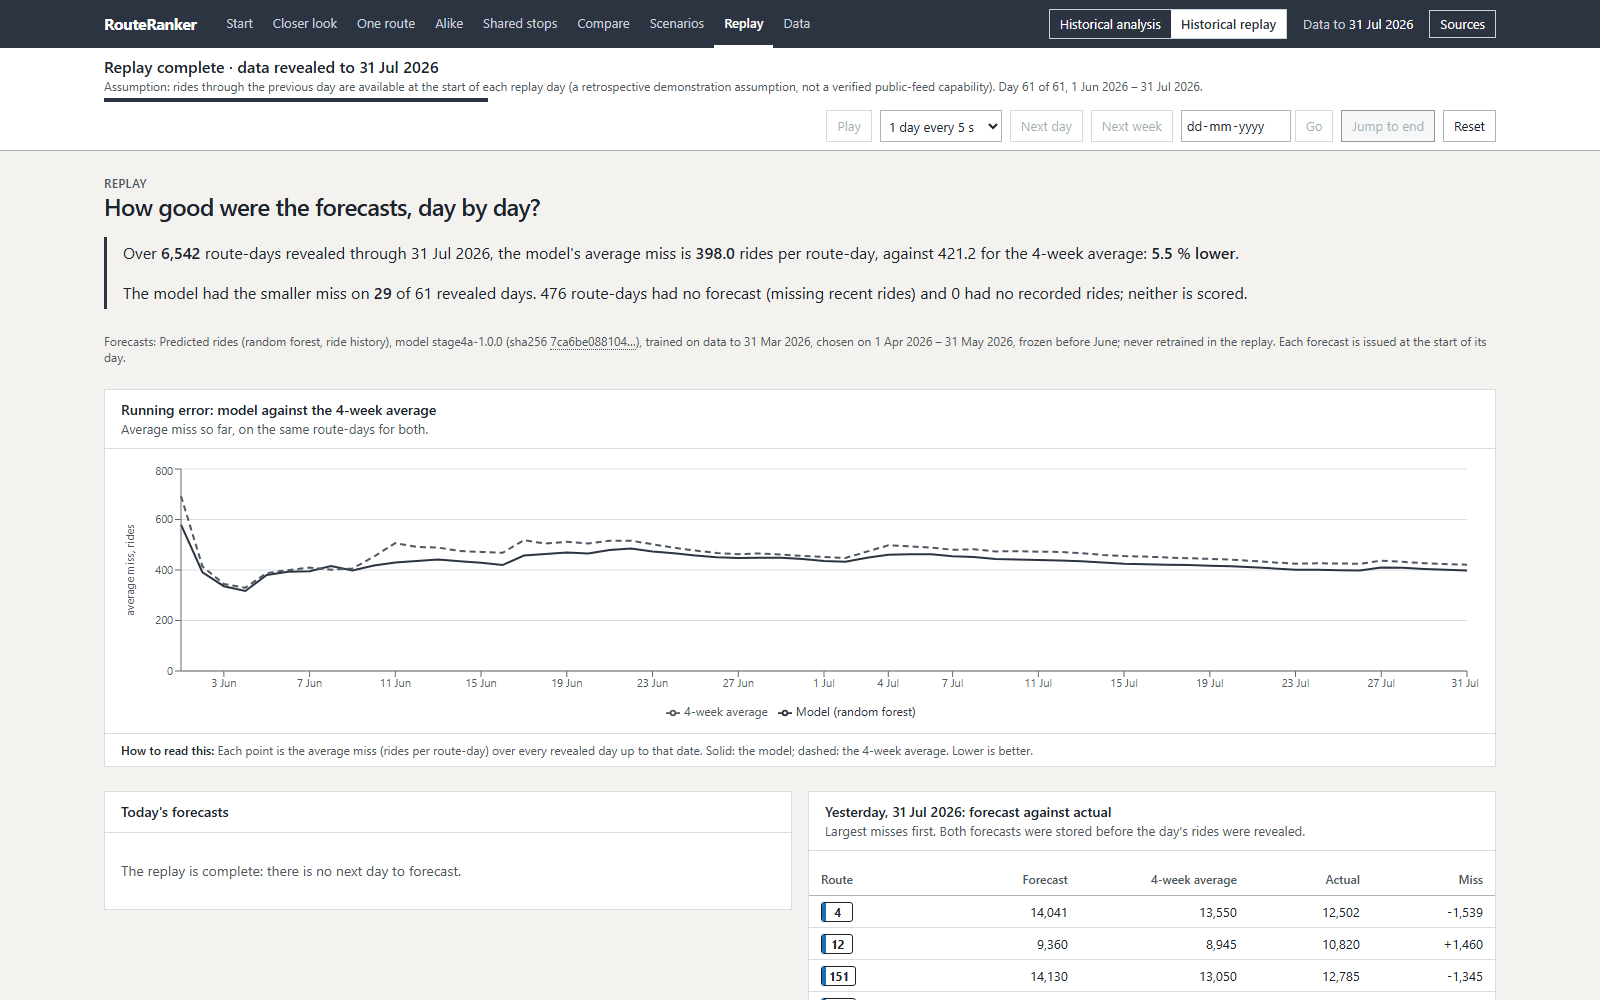 RouteRanker Start Closer look One route Alike Shared stops Compare Scenarios Replay Data Historical analysis Historical replay Data to 31 Jul 2026 Sources
Replay complete · data revealed to 31 Jul 2026
Assumption: rides through the previous day are available at the start of each replay day (a retrospective demonstration assumption, not a verified public-feed capability). Day 61 of 61, 1 Jun 2026 – 31 Jul 2026.
Play 1 day every 5 s Next day Next week dd-mm-yyyy Go Jump to end Reset
REPLAY
How good were the forecasts, day by day?
Over 6,542 route-days revealed through 31 Jul 2026, the model's average miss is 398.0 rides per route-day, against 421.2 for the 4-week average: 5.5 % lower.
The model had the smaller miss on 29 of 61 revealed days. 476 route-days had no forecast (missing recent rides) and 0 had no recorded rides; neither is scored.
Forecasts: Predicted rides (random forest, ride history), model stage4a-1.0.0 (sha256 7ca6be088104...), trained on data to 31 Mar 2026, chosen on 1 Apr 2026 – 31 May 2026, frozen before June; never retrained in the replay. Each forecast is issued at the start of its
day.
Running error: model against the 4-week average
Average miss so far, on the same route-days for both.
average miss, rides
800
600
400
200
0
3 Jun 7 Jun 11 Jun 15 Jun 19 Jun 23 Jun 27 Jun 1 Jul 4 Jul 7 Jul 11 Jul 15 Jul 19 Jul 23 Jul 27 Jul 31 Jul
4-week average Model (random forest)
How to read this: Each point is the average miss (rides per route-day) over every revealed day up to that date. Solid: the model; dashed: the 4-week average. Lower is better.
Today's forecasts
The replay is complete: there is no next day to forecast.
Yesterday, 31 Jul 2026: forecast against actual
Largest misses first. Both forecasts were stored before the day's rides were revealed.
Route Forecast 4-week average Actual Miss
4 14,041 13,550 12,502 -1,539
12 9,360 8,945 10,820 +1,460
151 14,130 13,050 12,785 -1,345